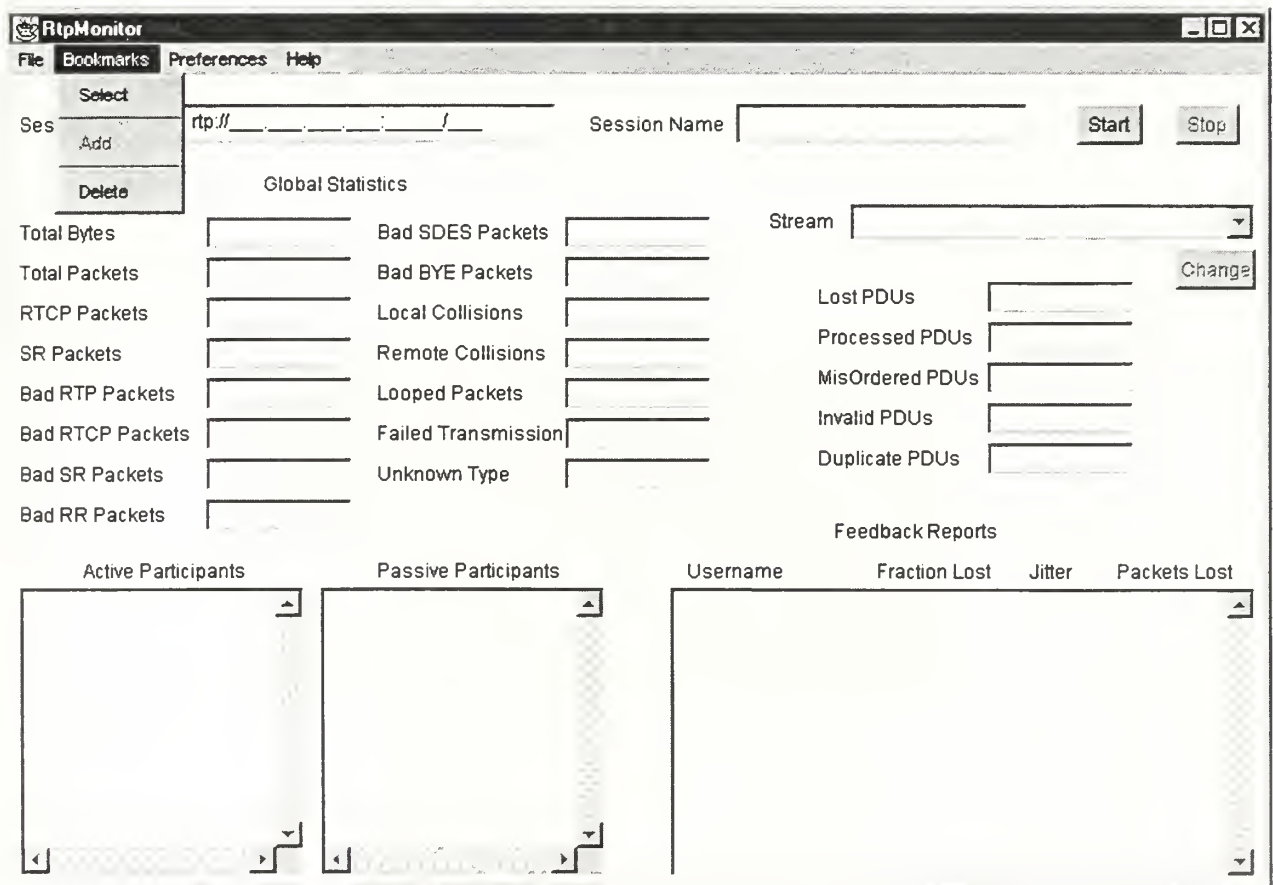 RtpMonitor
File Bookmarks Preferences Help
Select
Add
Delete
Ses rtp://___.___.___.___:_____/___ Session Name Start Stop
Global Statistics
Total Bytes Bad SDES Packets Stream
Total Packets Bad BYE Packets Change
RTCP Packets Local Collisions Lost PDUs
SR Packets Remote Collisions Processed PDUs
Bad RTP Packets Looped Packets MisOrdered PDUs
Bad RTCP Packets Failed Transmission Invalid PDUs
Bad SR Packets Unknown Type Duplicate PDUs
Bad RR Packets
Feedback Reports
Active Participants Passive Participants Username Fraction Lost Jitter Packets Lost